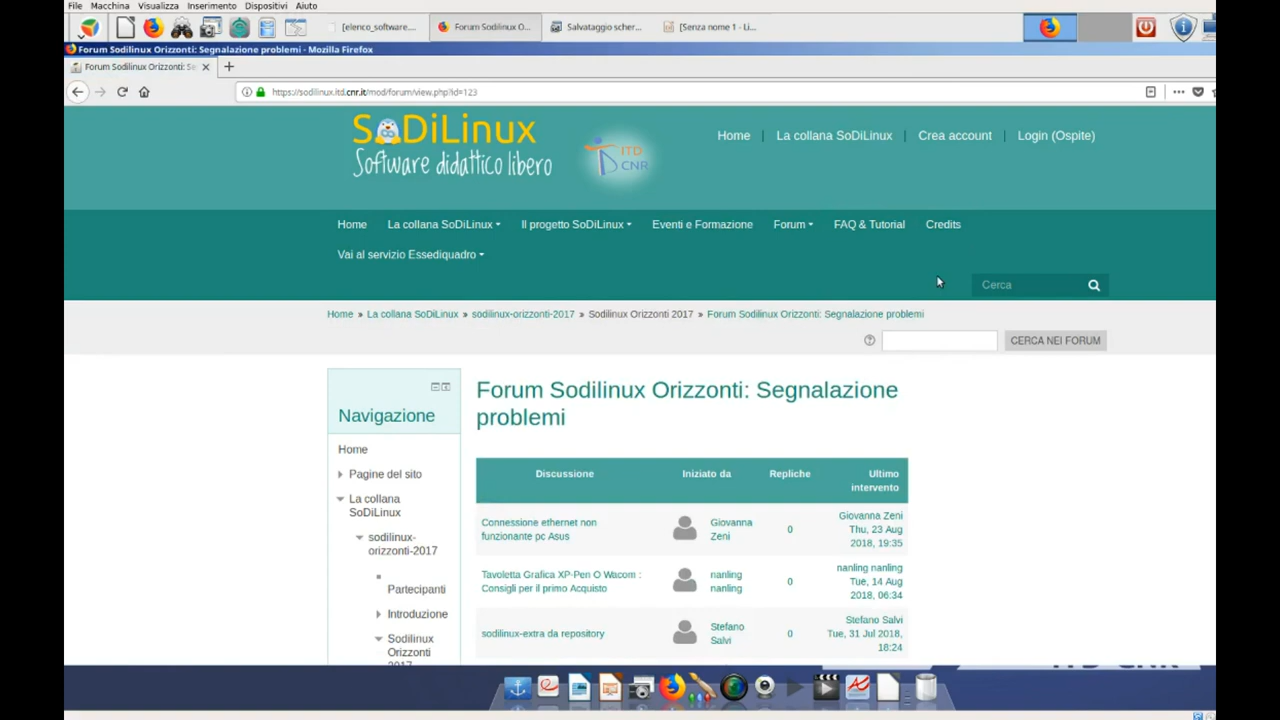 File Macchina Visualizza Inserimento Dispositivi Aiuto
[elenco_software.... Forum Sodilinux O... Salvataggio scher... [Senza nome 1 - Li...
Forum Sodilinux Orizzonti: Segnalazione problemi - Mozilla Firefox
Forum Sodilinux Orizzonti: Se
https://sodilinux.itd.cnr.it/mod/forum/view.php?id=123
SoDiLinux
Software didattico libero
ITD
CNR
Home | La collana SoDiLinux | Crea account | Login (Ospite)
Home La collana SoDiLinux Il progetto SoDiLinux Eventi e Formazione Forum FAQ & Tutorial Credits
Vai al servizio Essediquadro
Cerca
Home » La collana SoDiLinux » sodilinux-orizzonti-2017 » Sodilinux Orizzonti 2017 » Forum Sodilinux Orizzonti: Segnalazione problemi
CERCA NEI FORUM
Navigazione
Home
Pagine del sito
La collana
SoDiLinux
sodilinux-
orizzonti-2017
Partecipanti
Introduzione
Sodilinux
Orizzonti
2017
Forum Sodilinux Orizzonti: Segnalazione
problemi
Discussione Iniziato da Repliche Ultimo
intervento
Connessione ethernet non
funzionante pc Asus
Giovanna
Zeni
0
Giovanna Zeni
Thu, 23 Aug
2018, 19:35
Tavoletta Grafica XP-Pen O Wacom :
Consigli per il primo Acquisto
nanling
nanling
0
nanling nanling
Tue, 14 Aug
2018, 06:34
sodilinux-extra da repository
Stefano
Salvi
0
Stefano Salvi
Tue, 31 Jul 2018,
18:24
ITD-CNR